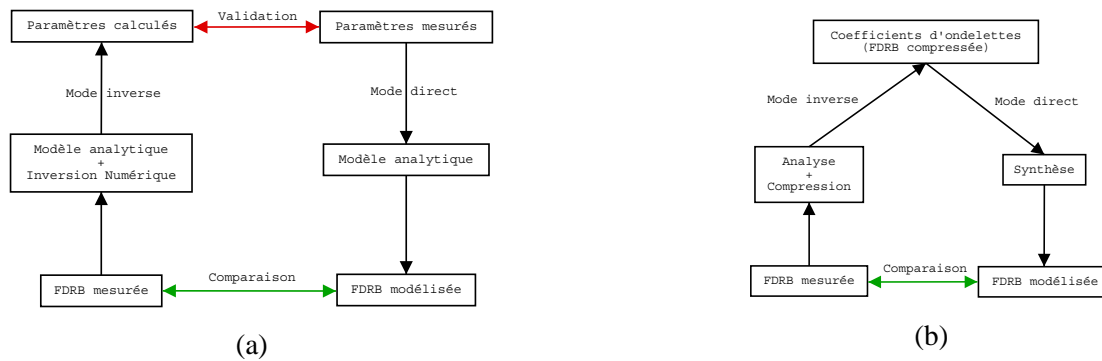 Paramètres calculés
Validation
Paramètres mesurés
Mode inverse
Mode direct
Modèle analytique
+
Inversion Numérique
Modèle analytique
FDRB mesurée
Comparaison
FDRB modélisée
(a)
Coefficients d'ondelettes
(FDRB compressée)
Mode inverse
Mode direct
Analyse
+
Compression
Synthèse
FDRB mesurée
Comparaison
FDRB modélisée
(b)